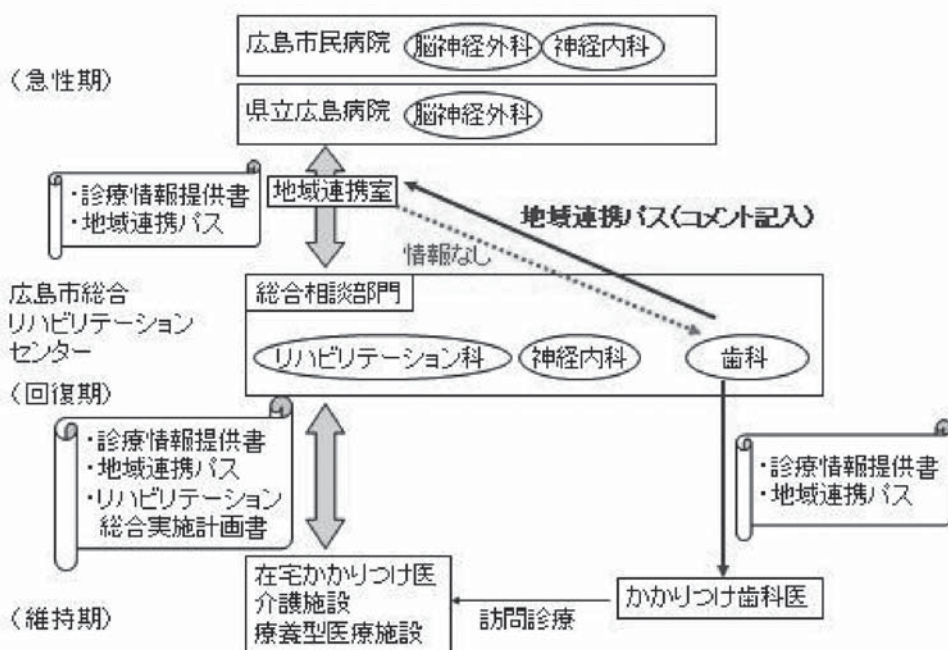 広島市民病院 脳神経外科 神経内科
(急性期)
県立広島病院 脳神経外科
・診療情報提供書
・地域連携パス
地域連携室
地域連携パス(コメント記入)
情報なし
広島市総合
リハビリテーション
センター
(回復期)
総合相談部門
リハビリテーション科 神経内科 歯科
・診療情報提供書
・地域連携パス
・リハビリテーション
総合実施計画書
・診療情報提供書
・地域連携パス
(維持期)
在宅かかりつけ医
介護施設
療養型医療施設
訪問診療
かかりつけ歯科医